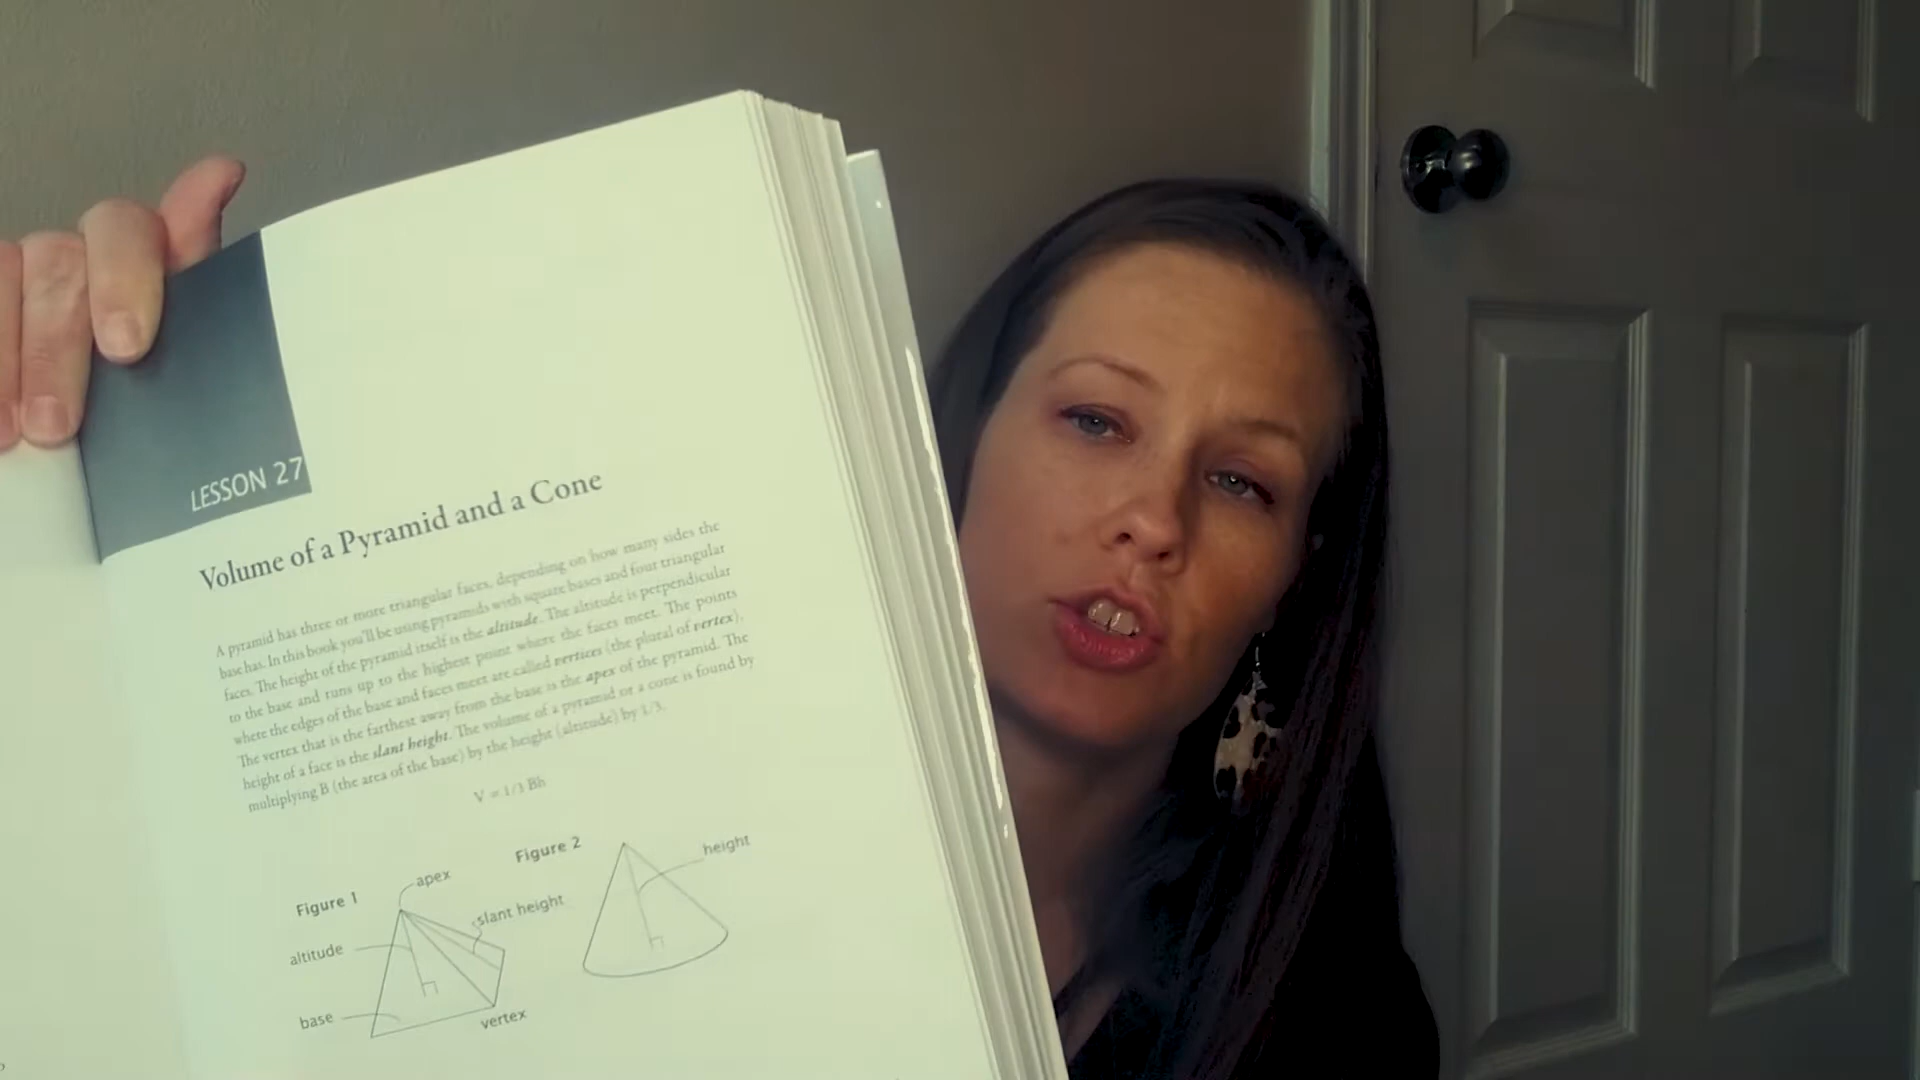 LESSON 27
Volume of a Pyramid and a Cone
A pyramid has three or more triangular faces, depending on how many sides the
base has. In this book you'll be using pyramids with square bases and four triangular
faces. The height of the pyramid itself is the altitude. The altitude is perpendicular
to the base and runs up to the highest point where the faces meet. The points
where the edges of the base and faces meet are called vertices (the plural of vertex).
The vertex that is the farthest away from the base is the apex of the pyramid. The
height of a face is the slant height. The volume of a pyramid or a cone is found by
multiplying B (the area of the base) by the height (altitude) by 1/3.
V = 1/3 Bh
Figure 1
apex
slant height
altitude
base
vertex
Figure 2
height